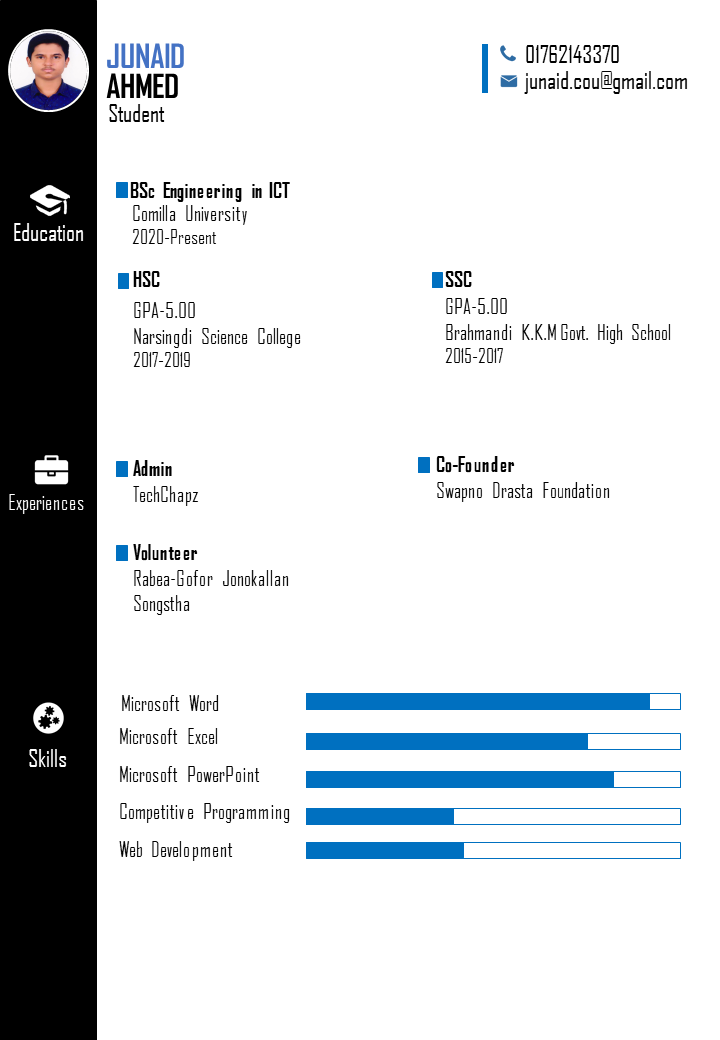 JUNAID
AHMED
Student
01762143370
junaid.cou@gmail.com
Education
BSc Engineering in ICT
Comilla University
2020-Present
HSC
GPA-5.00
Narsingdi Science College
2017-2019
SSC
GPA-5.00
Brahmandi K.K.M Govt. High School
2015-2017
Experiences
Admin
TechChapz
Co-Founder
Swapno Drasta Foundation
Volunteer
Rabea-Gofor Jonokallan
Songstha
Skills
Microsoft Word
Microsoft Excel
Microsoft PowerPoint
Competitive Programming
Web Development